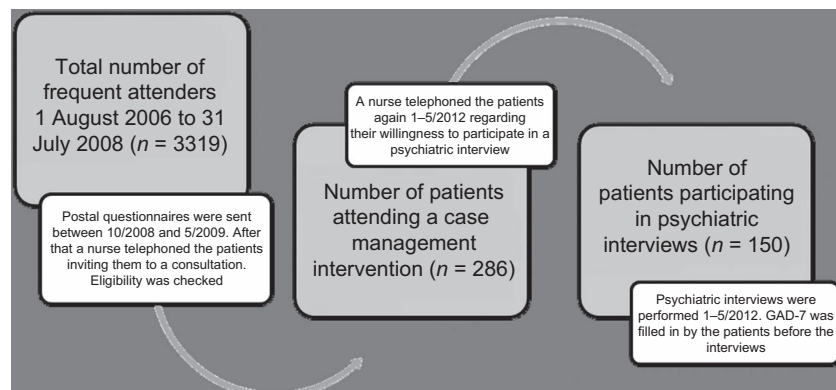 Total number of
frequent attenders
1 August 2006 to 31
July 2008 (n = 3319)
Postal questionnaires were sent
between 10/2008 and 5/2009. After
that a nurse telephoned the patients
inviting them to a consultation.
Eligibility was checked
A nurse telephoned the patients
again 1–5/2012 regarding
their willingness to participate in a
psychiatric interview
Number of patients
attending a case
management
intervention (n = 286)
Number of
patients participating
in psychiatric
interviews (n = 150)
Psychiatric interviews were
performed 1–5/2012. GAD-7 was
filled in by the patients before the
interviews